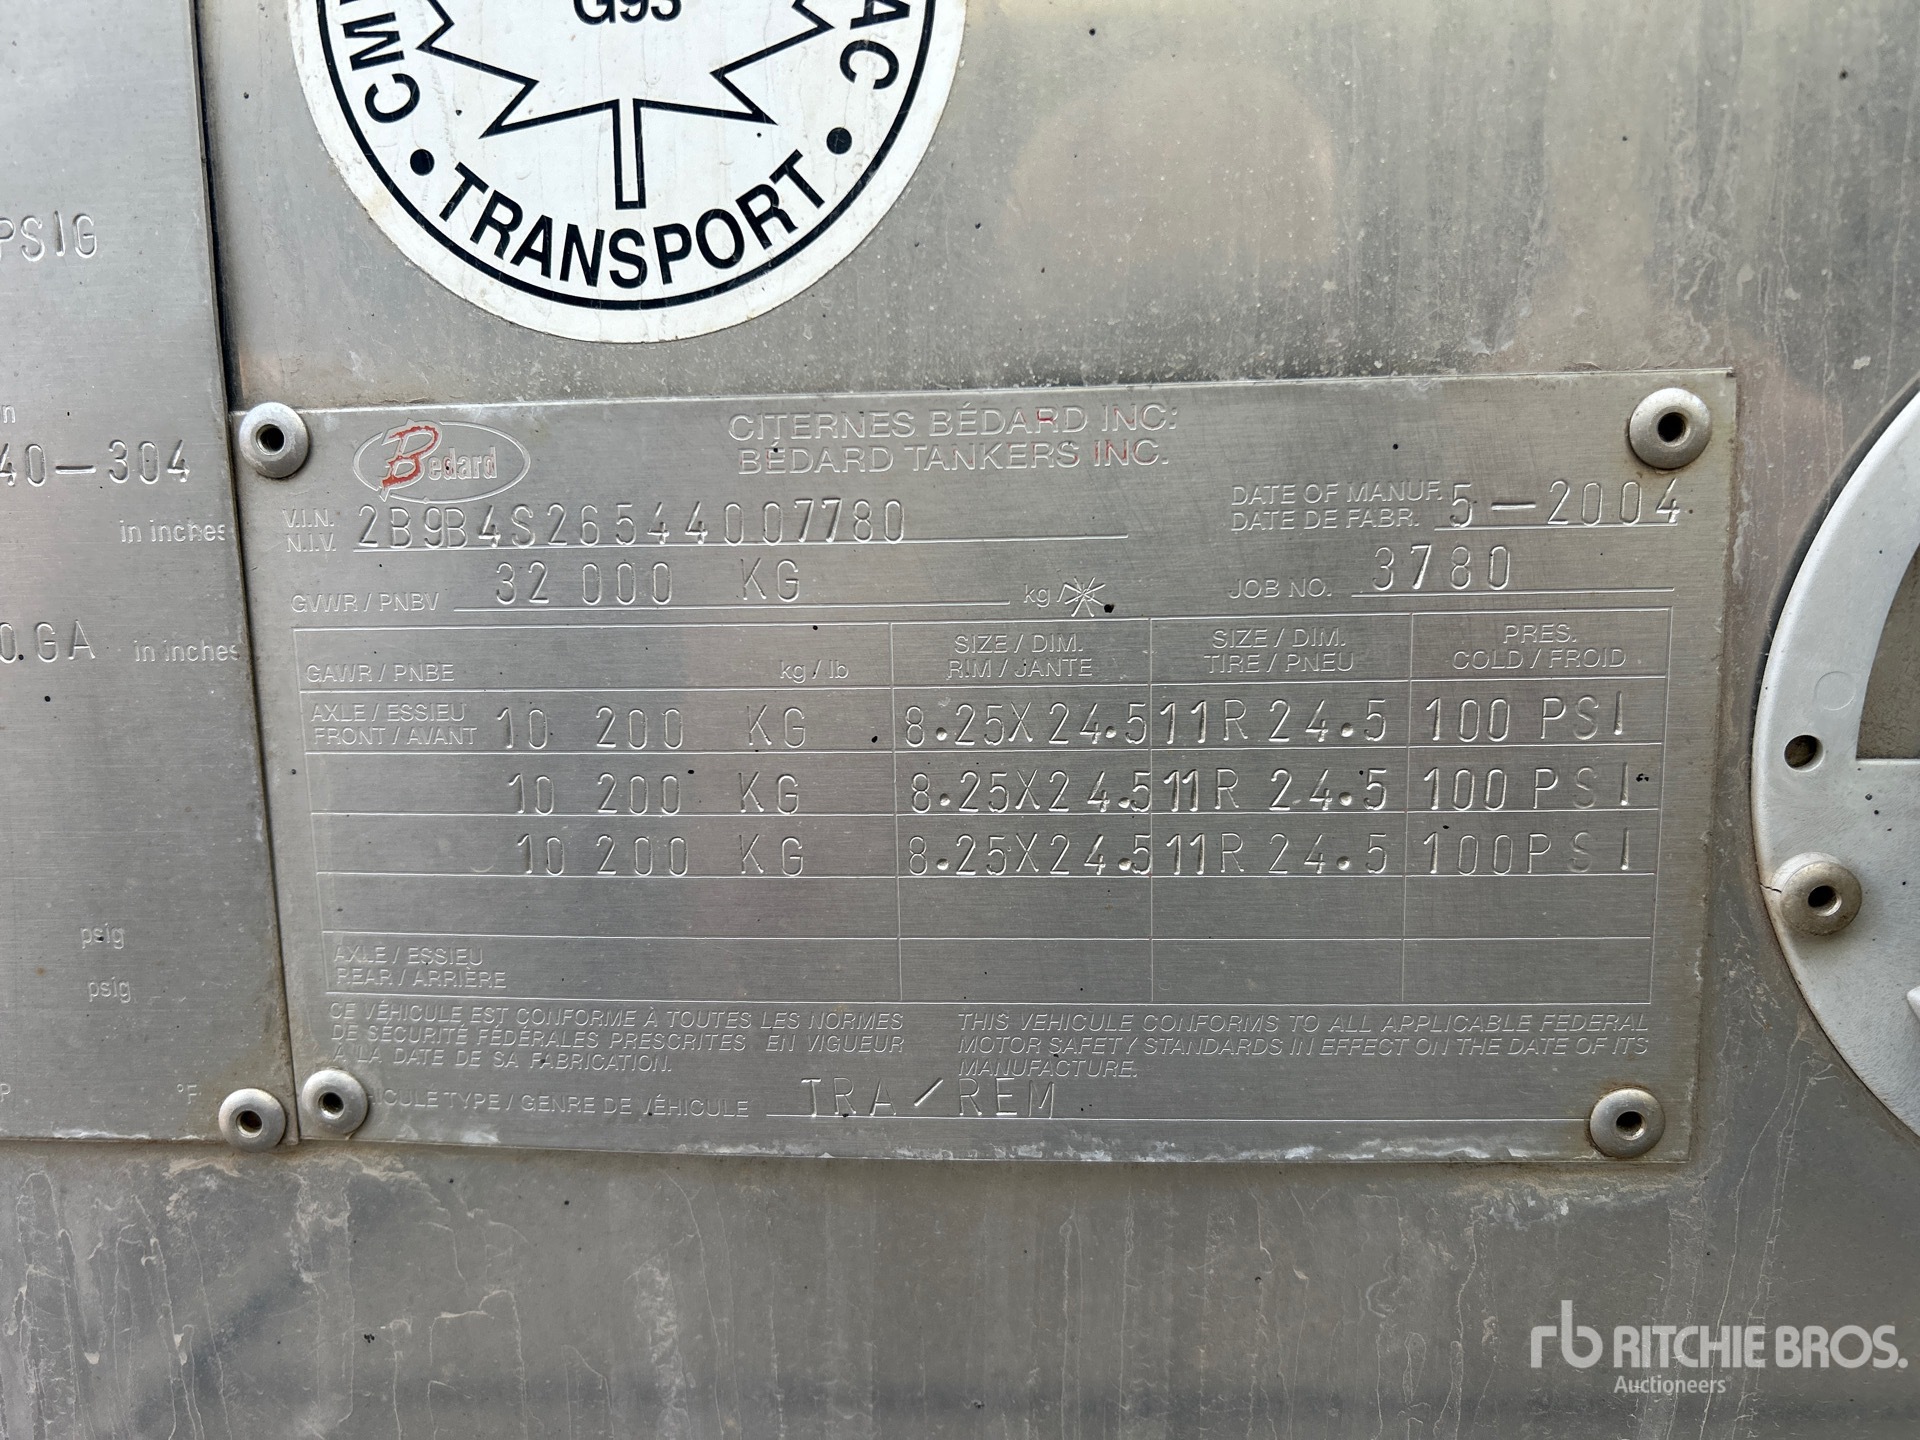 G93
CM
AC
• TRANSPORT •
PSIG
40-304
in inches
0.GA in inches
psig
psig
°F
Bedard
CITERNES BÉDARD INC.
BÉDARD TANKERS INC.
V.I.N.
N.I.V. 2B9B4S26544007780
DATE OF MANUF.
DATE DE FABR. 5-2004
GVWR / PNBV 32 000 KG kg /
JOB NO. 3780
GAWR / PNBE kg / lb
SIZE / DIM.
RIM / JANTE
SIZE / DIM.
TIRE / PNEU
PRES.
COLD / FROID
AXLE / ESSIEU
FRONT / AVANT 10 200 KG 8.25X24.5 11R 24.5 100 PSI
10 200 KG 8.25X24.5 11R 24.5 100 PSI
10 200 KG 8.25X24.5 11R 24.5 100PSI
AXLE / ESSIEU
REAR / ARRIÈRE
CE VÉHICULE EST CONFORME À TOUTES LES NORMES
DE SÉCURITÉ FÉDÉRALES PRESCRITES EN VIGUEUR
À LA DATE DE SA FABRICATION.
THIS VEHICULE CONFORMS TO ALL APPLICABLE FEDERAL
MOTOR SAFETY STANDARDS IN EFFECT ON THE DATE OF ITS
MANUFACTURE.
HICULE TYPE / GENRE DE VÉHICULE TRA/REM
rb RITCHIE BROS.
Auctioneers